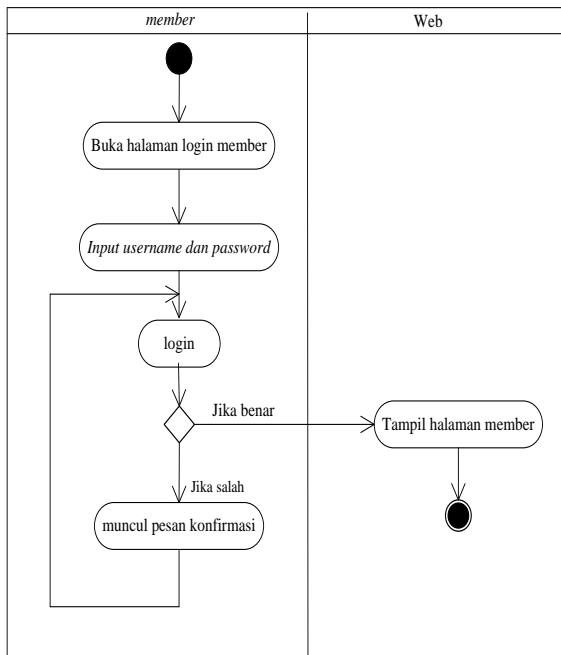 member
Web
Buka halaman login member
Input username dan password
login
Jika benar
Tampil halaman member
Jika salah
muncul pesan konfirmasi